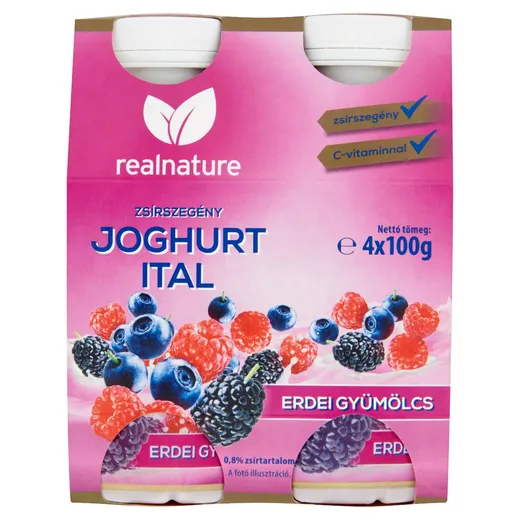 realnature
zsírszegény
C-vitaminnal
ZSÍRSZEGÉNY
JOGHURT
ITAL
Nettó tömeg:
℮ 4x100g
ERDEI GYÜMÖLCS
ERDEI GY
0,8% zsírtartalom
A fotó illusztráció.
ERDE